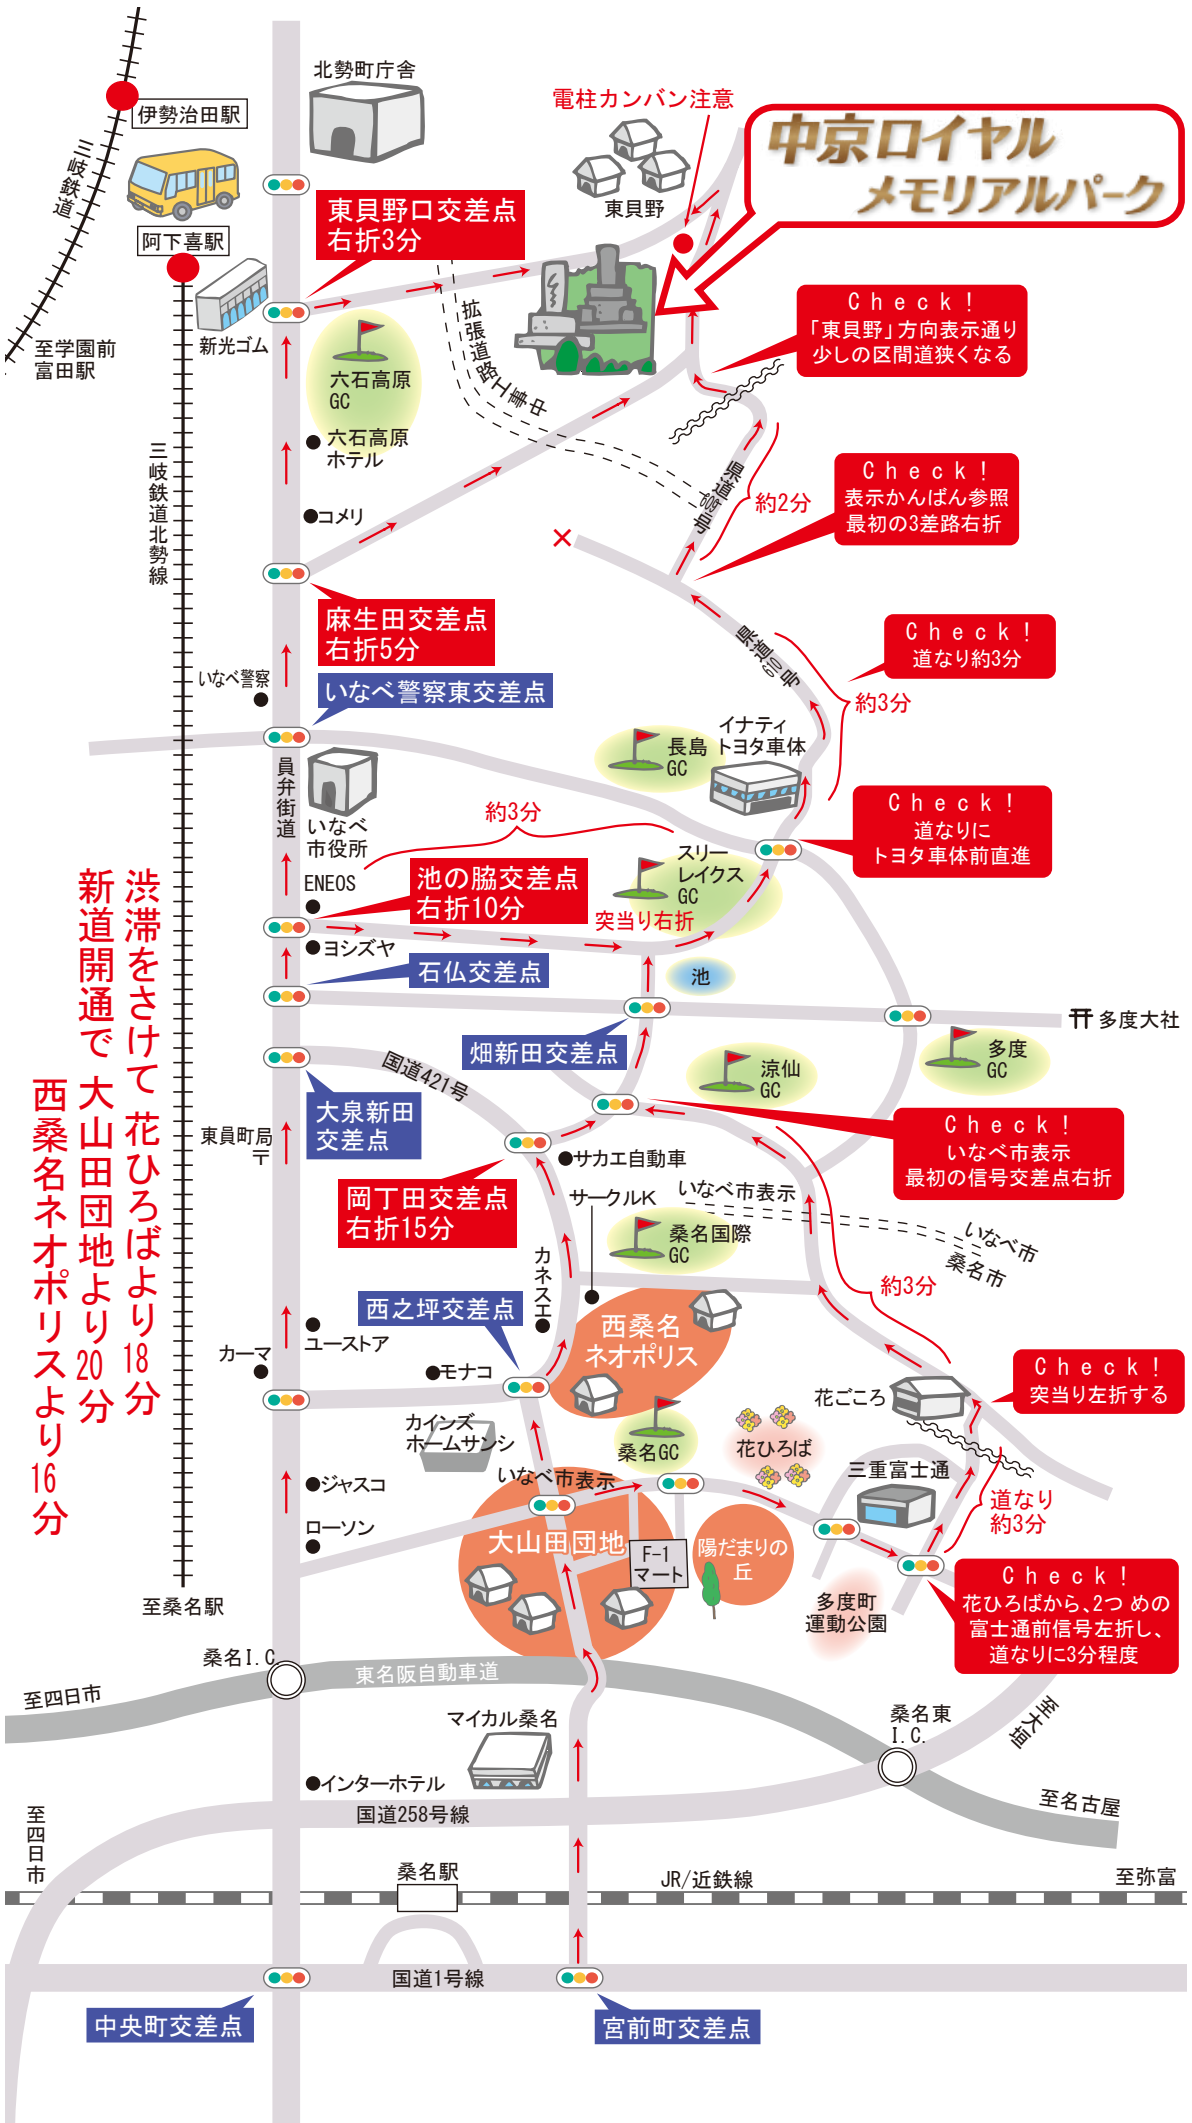 北勢町庁舎
電柱カンバン注意
中京ロイヤル
メモリアルパーク
伊勢治田駅
三岐鉄道
阿下喜駅
東貝野口交差点
右折3分
東貝野
新光ゴム
至学園前
富田駅
六石高原
GC
拡張道路工事中
Check!
「東貝野」方向表示通り
少しの区間道狭くなる
六石高原
ホテル
三岐鉄道北勢線
コメリ
県道609号
約2分
Check!
表示かんばん参照
最初の3差路右折
麻生田交差点
右折5分
いなべ警察
いなべ警察東交差点
県道610号
Check!
道なり約3分
約3分
長島
GC
イナティ
トヨタ車体
員弁街道
いなべ
市役所
約3分
Check!
道なりに
トヨタ車体前直進
スリー
レイクス
GC
ENEOS
池の脇交差点
右折10分
突当り右折
ヨシズヤ
石仏交差点
池
多度大社
畑新田交差点
国道421号
涼仙
GC
多度
GC
大泉新田
交差点
東員町局
〒
Check!
いなべ市表示
最初の信号交差点右折
サカエ自動車
岡丁田交差点
右折15分
サークルK
いなべ市表示
桑名国際
GC
いなべ市
桑名市
カネスエ
約3分
西之坪交差点
西桑名
ネオポリス
ユーストア
カーマ
モナコ
Check!
突当り左折する
花ごころ
カインズ
ホームサンシ
桑名GC
花ひろば
いなべ市表示
三重富士通
ジャスコ
道なり
約3分
ローソン
大山田団地
F-1
マート
陽だまりの
丘
多度町
運動公園
Check!
花ひろばから、2つ めの
富士通前信号左折し、
道なりに3分程度
渋滞をさけて 花ひろばより18分
新道開通で 大山田団地より20分
西桑名ネオポリスより16分
至桑名駅
桑名I.C.
東名阪自動車道
至四日市
マイカル桑名
桑名東
I.C.
至大垣
インターホテル
国道258号線
至名古屋
至四日市
桑名駅
JR/近鉄線
至弥富
国道1号線
中央町交差点
宮前町交差点